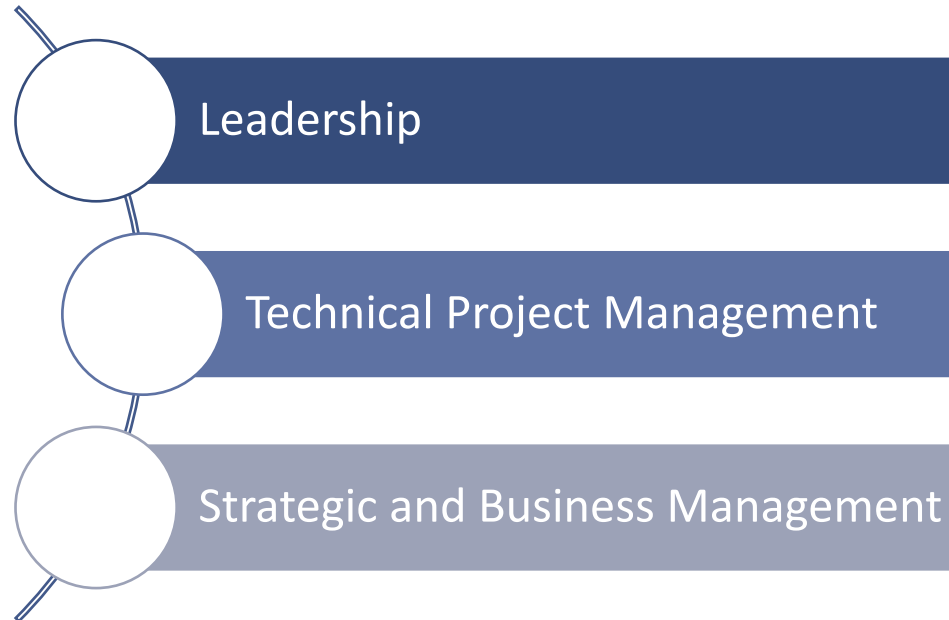 Leadership
Technical Project Management
Strategic and Business Management